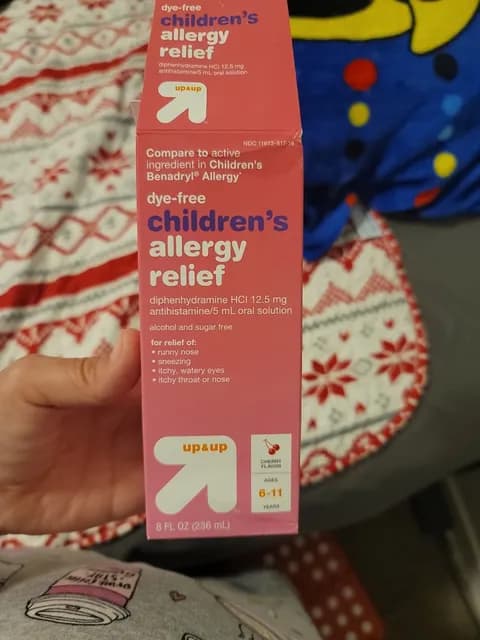 dye-free
children's
allergy
relief
diphenhydramine HCl 12.5 mg
antihistamine/5 mL oral solution
up&up
NDC
Compare to active
ingredient in Children's
Benadryl® Allergy*
dye-free
children's
allergy
relief
diphenhydramine HCl 12.5 mg
antihistamine/5 mL oral solution
alcohol and sugar free
for relief of:
• runny nose
• sneezing
• itchy, watery eyes
• itchy throat or nose
up&up
CHERRY
FLAVOR
AGES
6-11
YEARS
8 FL OZ (236 mL)